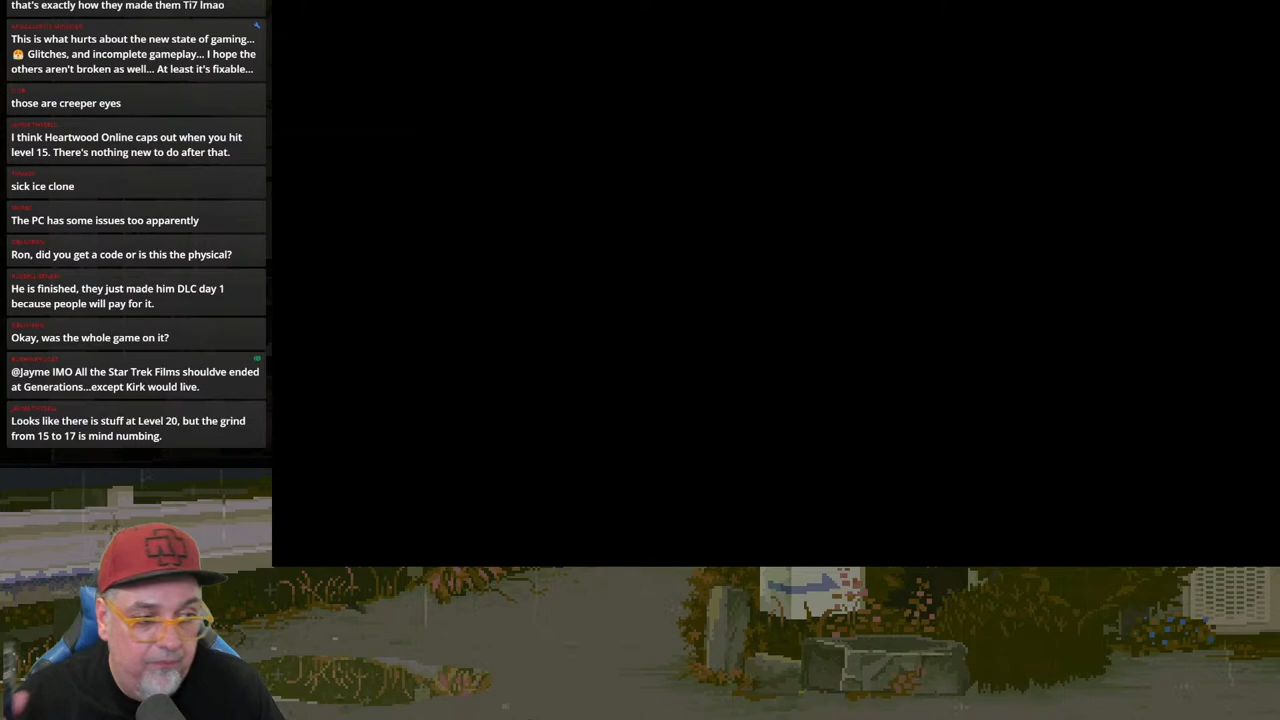 that's exactly how they made them Ti7 lmao
This is what hurts about the new state of gaming...
😤 Glitches, and incomplete gameplay... I hope the
others aren't broken as well... At least it's fixable...
those are creeper eyes
I think Heartwood Online caps out when you hit
level 15. There's nothing new to do after that.
sick ice clone
The PC has some issues too apparently
Ron, did you get a code or is this the physical?
He is finished, they just made him DLC day 1
because people will pay for it.
Okay, was the whole game on it?
@Jayme IMO All the Star Trek Films shouldve ended
at Generations...except Kirk would live.
Looks like there is stuff at Level 20, but the grind
from 15 to 17 is mind numbing.